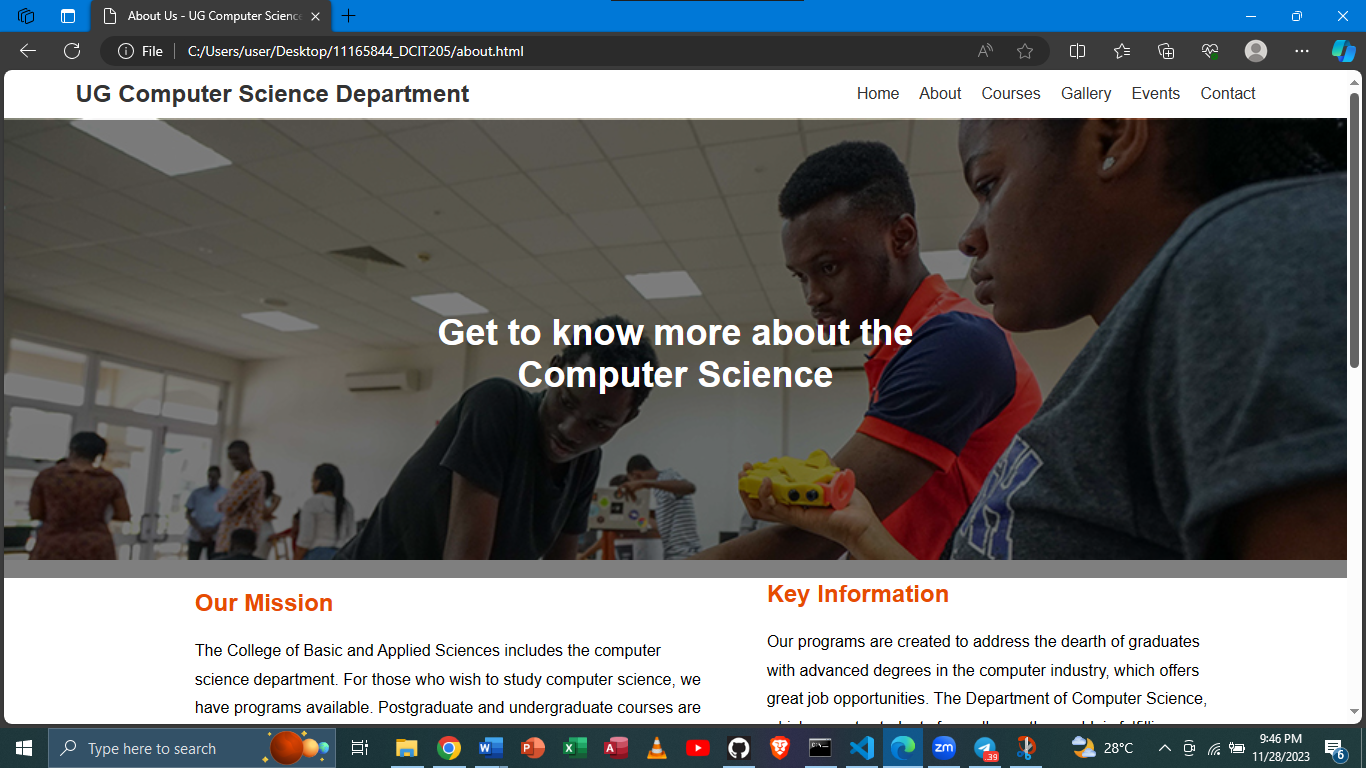 About Us - UG Computer Science
File
C:/Users/user/Desktop/11165844_DCIT205/about.html
UG Computer Science Department
Home About Courses Gallery Events Contact
Get to know more about the
Computer Science
Our Mission
The College of Basic and Applied Sciences includes the computer
science department. For those who wish to study computer science, we
have programs available. Postgraduate and undergraduate courses are
Key Information
Our programs are created to address the dearth of graduates
with advanced degrees in the computer industry, which offers
great job opportunities. The Department of Computer Science,
Type here to search
zm
.39
28°C
9:46 PM
11/28/2023
6